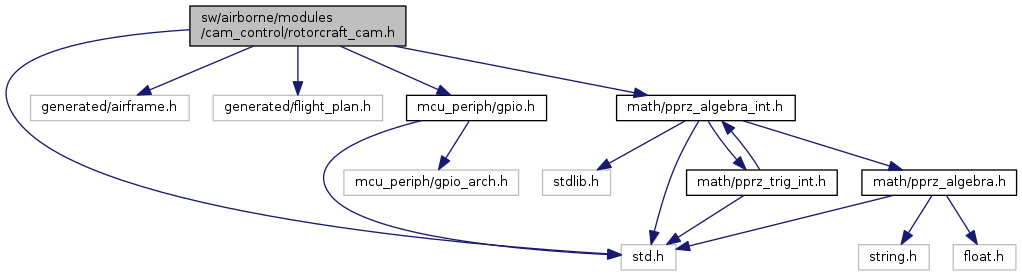 sw/airborne/modules
/cam_control/rotorcraft_cam.h
generated/airframe.h
generated/flight_plan.h
mcu_periph/gpio.h
math/pprz_algebra_int.h
mcu_periph/gpio_arch.h
stdlib.h
math/pprz_trig_int.h
math/pprz_algebra.h
std.h
string.h
float.h